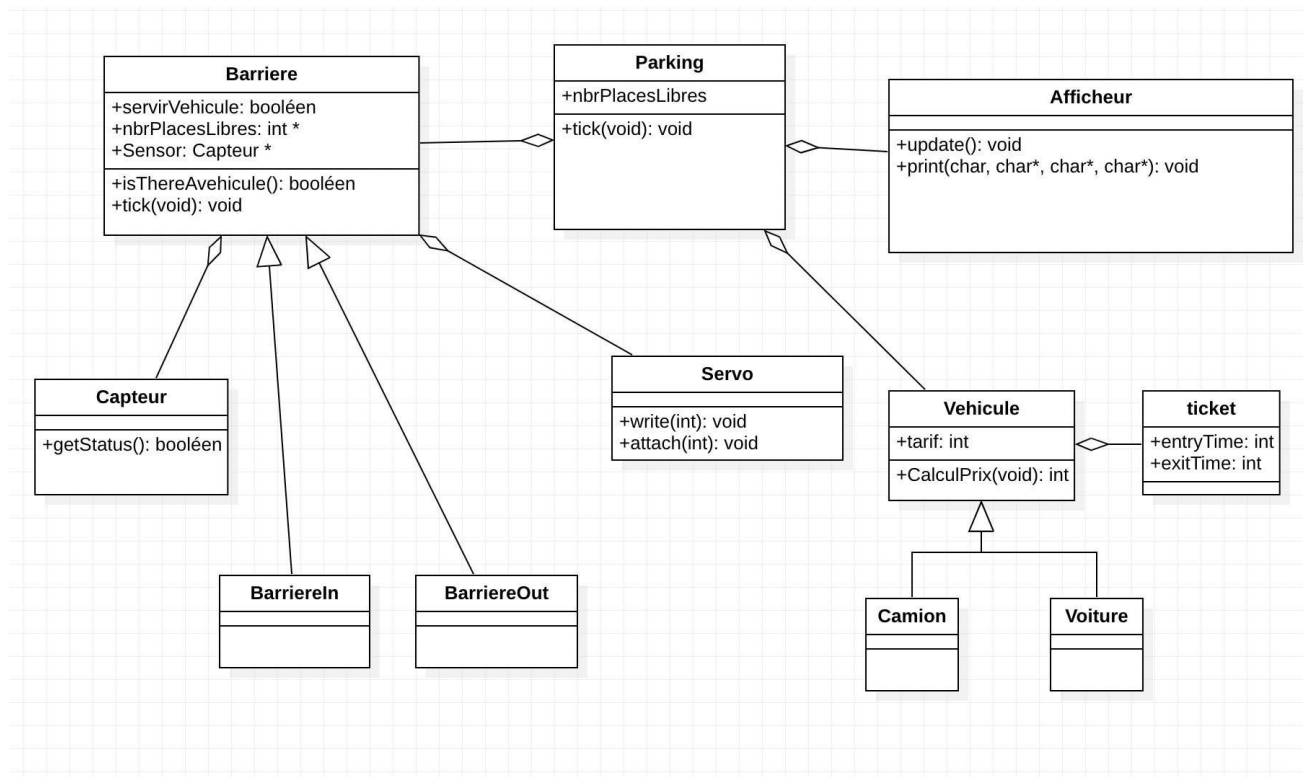 Barriere
+servirVehicule: booléen
+nbrPlacesLibres: int *
+Sensor: Capteur *
+isThereAvehicule(): booléen
+tick(void): void
Parking
+nbrPlacesLibres
+tick(void): void
Afficheur
+update(): void
+print(char, char*, char*, char*): void
Capteur
+getStatus(): booléen
Servo
+write(int): void
+attach(int): void
Vehicule
+tarif: int
+CalculPrix(void): int
ticket
+entryTime: int
+exitTime: int
BarriereIn
BarriereOut
Camion
Voiture